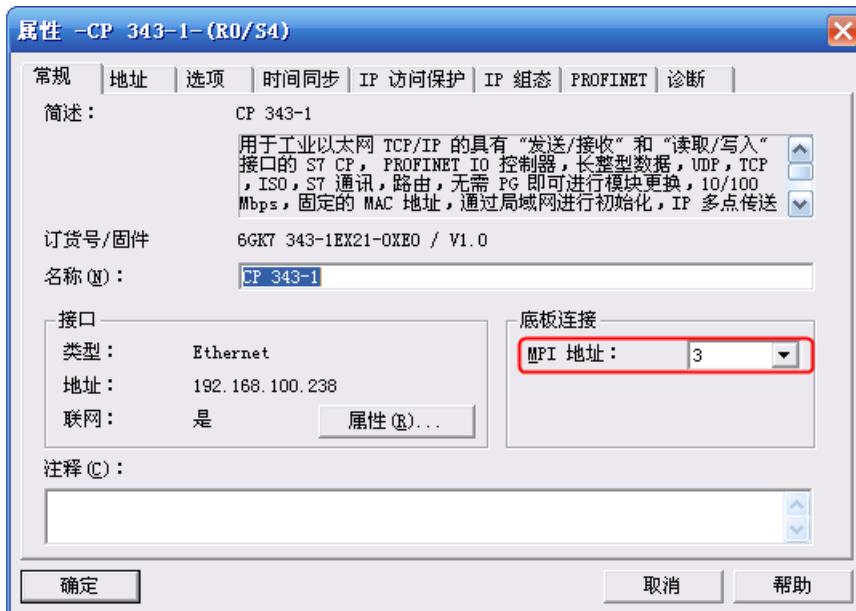 属性 -CP 343-1-(R0/S4)
常规 地址 选项 时间同步 IP 访问保护 IP 组态 PROFINET 诊断
简述： CP 343-1
用于工业以太网 TCP/IP 的具有 "发送/接收" 和 "读取/写入"
接口的 S7 CP， PROFINET IO 控制器，长整型数据，UDP，TCP
，ISO，S7 通讯，路由，无需 PG 即可进行模块更换，10/100
Mbps，固定的 MAC 地址，通过局域网进行初始化，IP 多点传送
订货号/固件 6GK7 343-1EX21-0XE0 / V1.0
名称(N)： CP 343-1
接口 底板连接
类型： Ethernet MPI 地址： 3
地址： 192.168.100.238
联网： 是 属性(R)...
注释(C)：
确定 取消 帮助